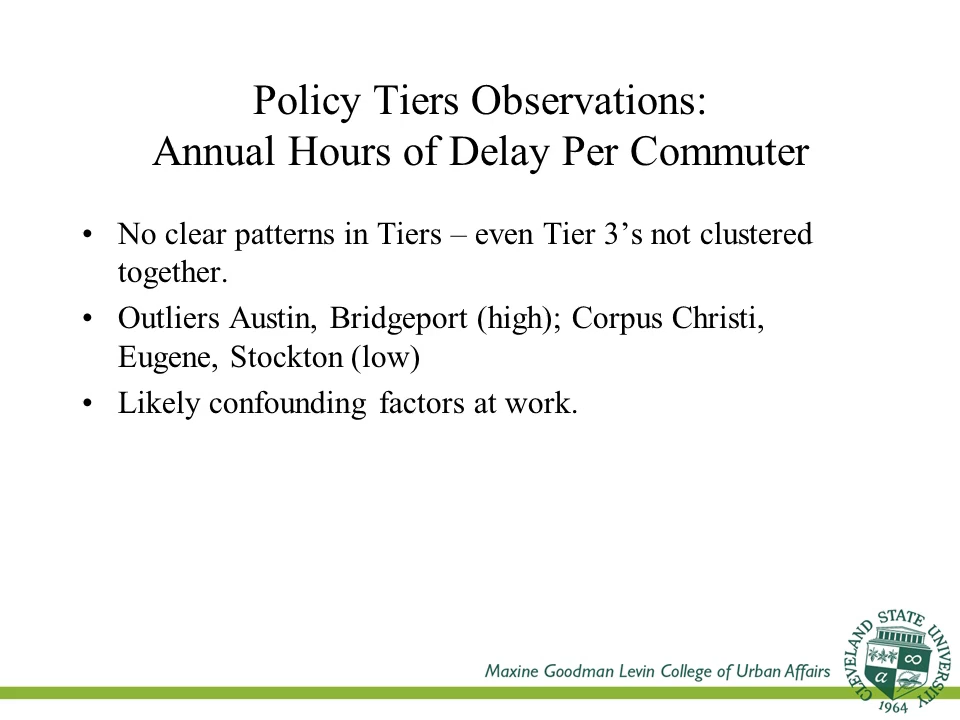 Policy Tiers Observations:
Annual Hours of Delay Per Commuter
• No clear patterns in Tiers – even Tier 3’s not clustered
together.
• Outliers Austin, Bridgeport (high); Corpus Christi,
Eugene, Stockton (low)
• Likely confounding factors at work.
Maxine Goodman Levin College of Urban Affairs
CLEVELAND STATE UNIVERSITY
1964